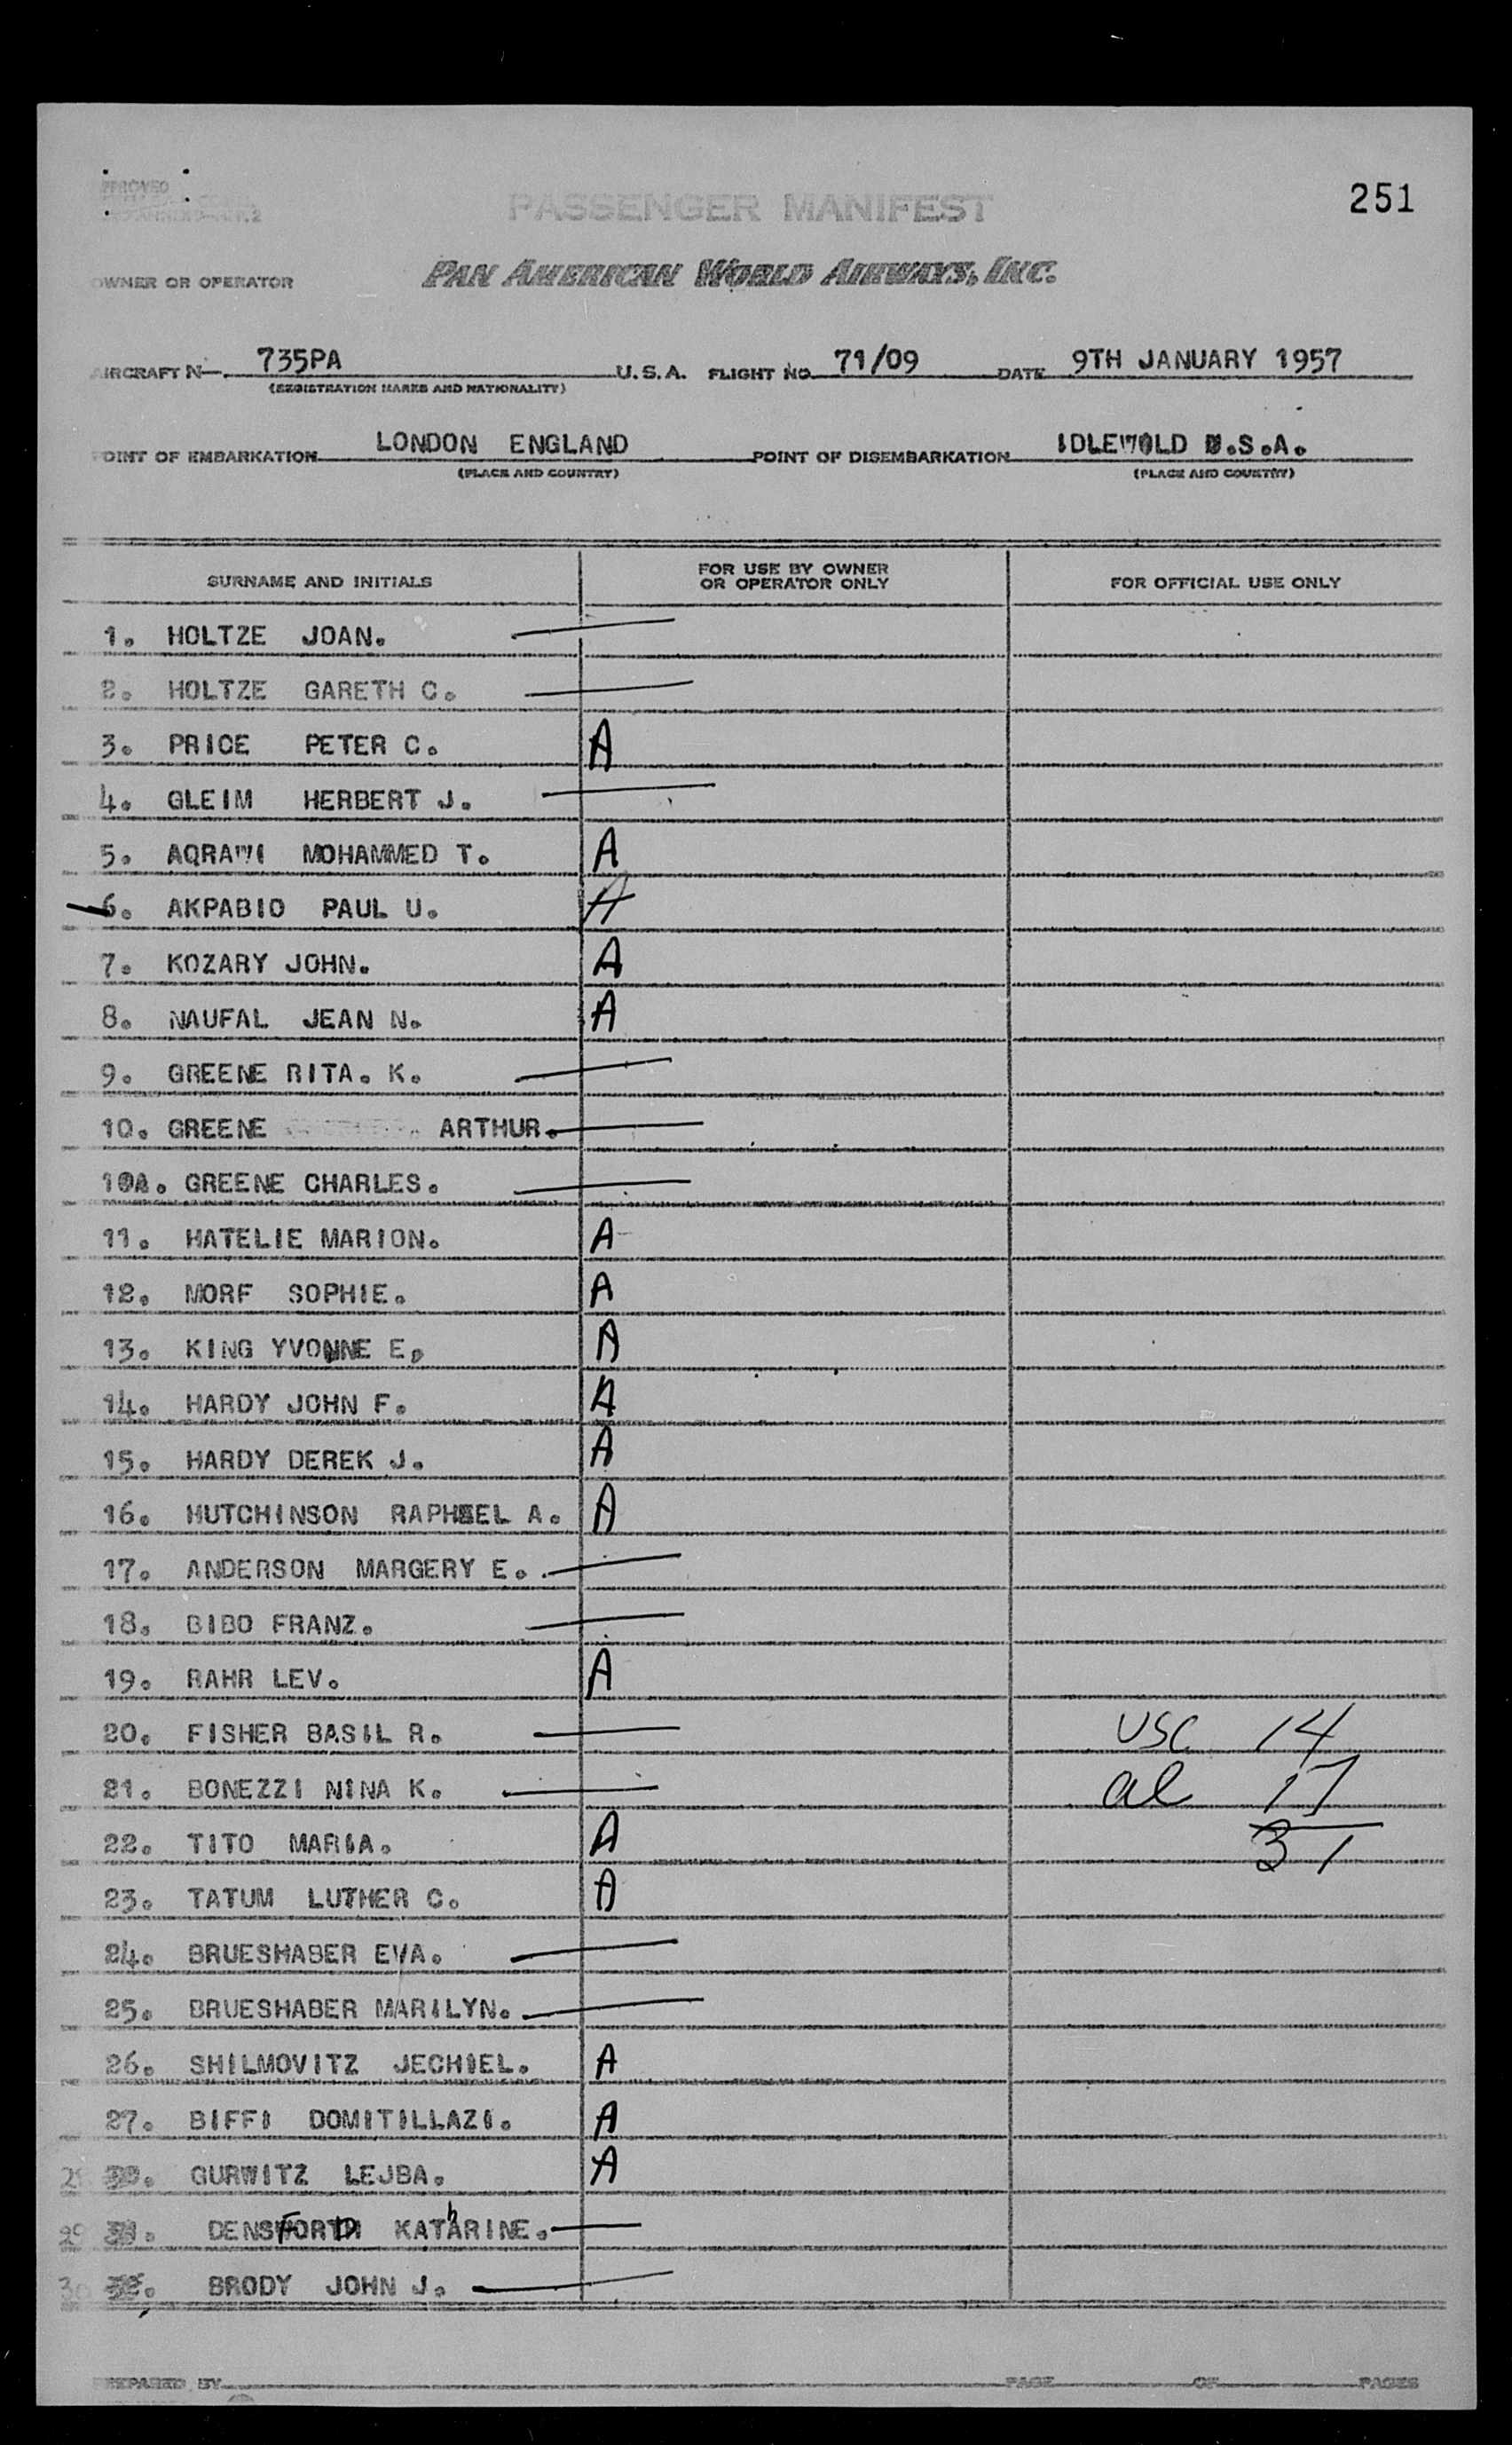 251
PASSENGER MANIFEST
OWNER OR OPERATOR PAN AMERICAN WORLD AIRWAYS, INC.
AIRCRAFT N 735PA U.S.A. FLIGHT NO. 71/09 DATE 9TH JANUARY 1957
(REGISTRATION MARKS AND NATIONALITY)
POINT OF EMBARKATION LONDON ENGLAND POINT OF DISEMBARKATION IDLEWOLD U.S.A.
(PLACE AND COUNTRY) (PLACE AND COUNTRY)
SURNAME AND INITIALS FOR USE BY OWNER OR OPERATOR ONLY FOR OFFICIAL USE ONLY
1. HOLTZE JOAN. —
2. HOLTZE GARETH C. —
3. PRICE PETER C. A
4. GLEIM HERBERT J. —
5. AQRAWI MOHAMMED T. A
6. AKPABIO PAUL U. A
7. KOZARY JOHN. A
8. NAUFAL JEAN N. A
9. GREENE RITA. K. —
10. GREENE ARTHUR. —
10A. GREENE CHARLES. —
11. HATELIE MARION. A
12. MORF SOPHIE. A
13. KING YVONNE E. A
14. HARDY JOHN F. A
15. HARDY DEREK J. A
16. HUTCHINSON A. A
17. ANDERSON MARGERY E. —
18. BIBO FRANZ. —
19. RAHR LEV. A
20. FISHER BASIL R. — USC 14
21. BONEZZI NINA K. — al 17
22. TITO MARIA. A 31
23. TATUM LUTHER C. A
24. BRUESHABER EVA. —
25. BRUESHABER MARILYN. —
26. SHILMOVITZ JECHIEL. A
27. BIFFI DOMITILLAZI. A
GURWITZ LEJBA. A
29 DENSFORD KATHARINE. —
30 BRODY JOHN J. —
PREPARED BY PAGE OF PAGES